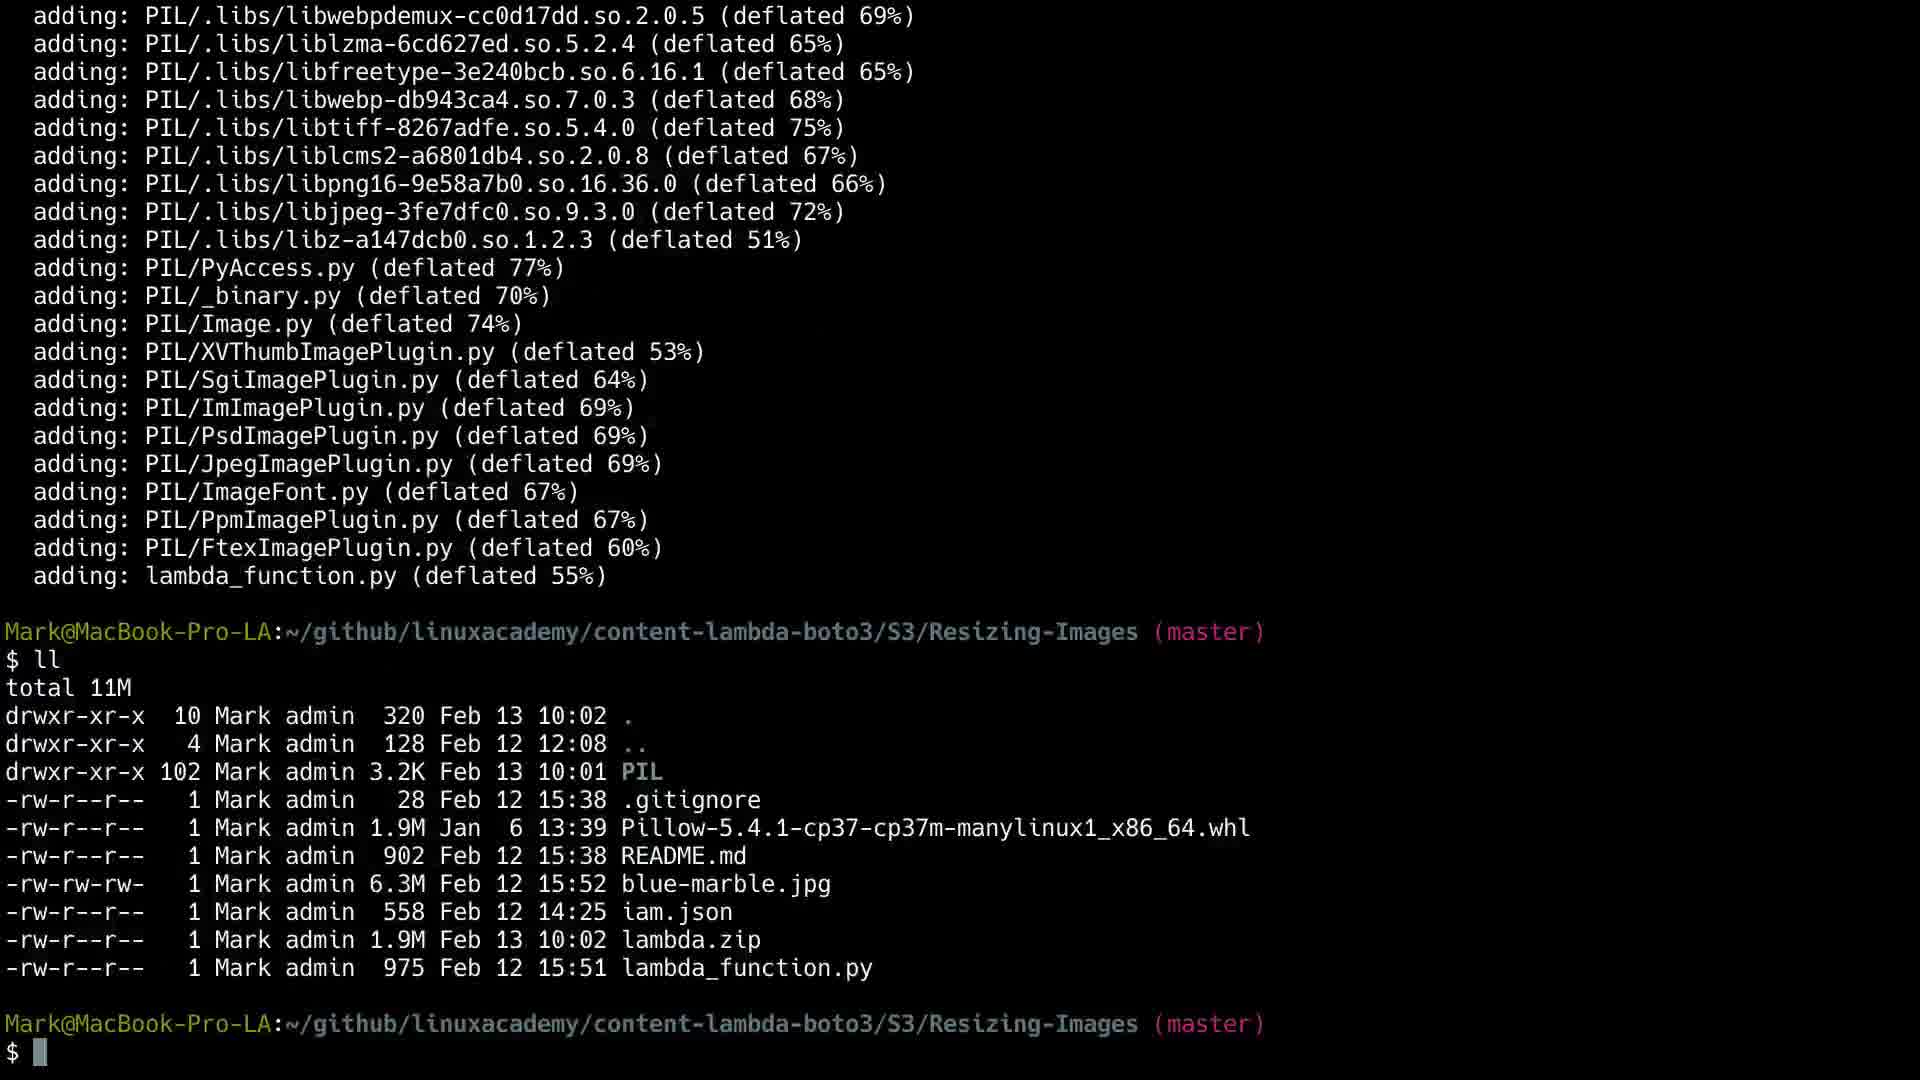 adding: PIL/.libs/libwebpdemux-cc0d17dd.so.2.0.5 (deflated 69%)
adding: PIL/.libs/liblzma-6cd627ed.so.5.2.4 (deflated 65%)
adding: PIL/.libs/libfreetype-3e240bcb.so.6.16.1 (deflated 65%)
adding: PIL/.libs/libwebp-db943ca4.so.7.0.3 (deflated 68%)
adding: PIL/.libs/libtiff-8267adfe.so.5.4.0 (deflated 75%)
adding: PIL/.libs/liblcms2-a6801db4.so.2.0.8 (deflated 67%)
adding: PIL/.libs/libpng16-9e58a7b0.so.16.36.0 (deflated 66%)
adding: PIL/.libs/libjpeg-3fe7dfc0.so.9.3.0 (deflated 72%)
adding: PIL/.libs/libz-a147dcb0.so.1.2.3 (deflated 51%)
adding: PIL/PyAccess.py (deflated 77%)
adding: PIL/_binary.py (deflated 70%)
adding: PIL/Image.py (deflated 74%)
adding: PIL/XVThumbImagePlugin.py (deflated 53%)
adding: PIL/SgiImagePlugin.py (deflated 64%)
adding: PIL/ImImagePlugin.py (deflated 69%)
adding: PIL/PsdImagePlugin.py (deflated 69%)
adding: PIL/JpegImagePlugin.py (deflated 69%)
adding: PIL/ImageFont.py (deflated 67%)
adding: PIL/PpmImagePlugin.py (deflated 67%)
adding: PIL/FtexImagePlugin.py (deflated 60%)
adding: lambda_function.py (deflated 55%)
Mark@MacBook-Pro-LA:~/github/linuxacademy/content-lambda-boto3/S3/Resizing-Images (master)
$ ll
total 11M
drwxr-xr-x  10 Mark admin  320 Feb 13 10:02 .
drwxr-xr-x   4 Mark admin  128 Feb 12 12:08 ..
drwxr-xr-x 102 Mark admin 3.2K Feb 13 10:01 PIL
-rw-r--r--   1 Mark admin   28 Feb 12 15:38 .gitignore
-rw-r--r--   1 Mark admin 1.9M Jan  6 13:39 Pillow-5.4.1-cp37-cp37m-manylinux1_x86_64.whl
-rw-r--r--   1 Mark admin  902 Feb 12 15:38 README.md
-rw-rw-rw-   1 Mark admin 6.3M Feb 12 15:52 blue-marble.jpg
-rw-r--r--   1 Mark admin  558 Feb 12 14:25 iam.json
-rw-r--r--   1 Mark admin 1.9M Feb 13 10:02 lambda.zip
-rw-r--r--   1 Mark admin  975 Feb 12 15:51 lambda_function.py
Mark@MacBook-Pro-LA:~/github/linuxacademy/content-lambda-boto3/S3/Resizing-Images (master)
$